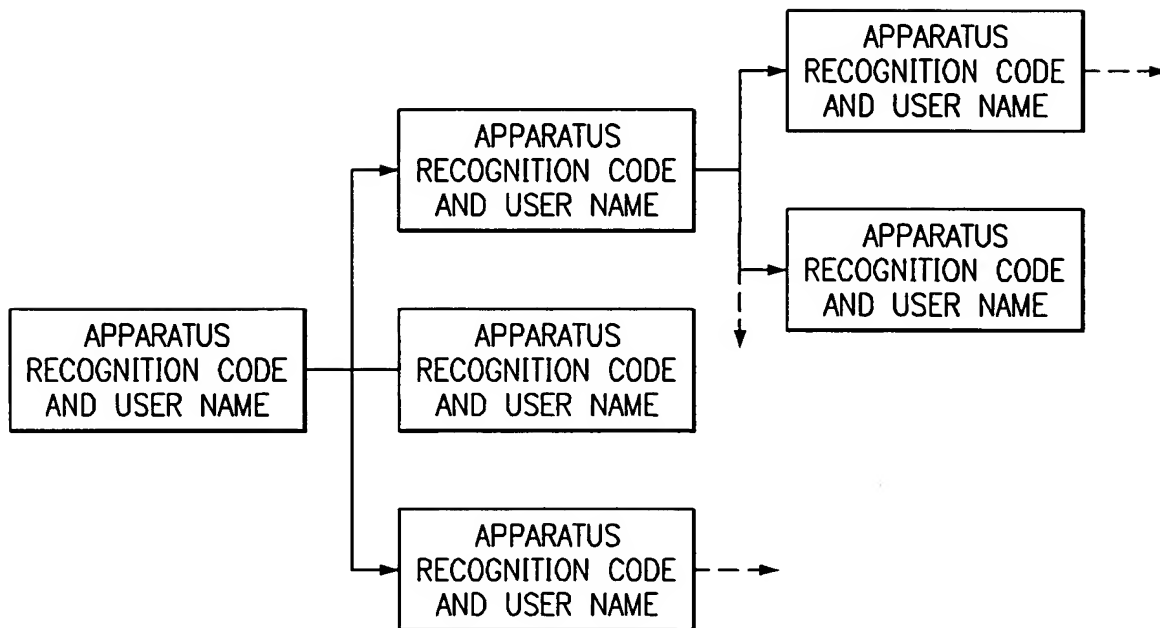 APPARATUS
RECOGNITION CODE
AND USER NAME
APPARATUS
RECOGNITION CODE
AND USER NAME
APPARATUS
RECOGNITION CODE
AND USER NAME
APPARATUS
RECOGNITION CODE
AND USER NAME
APPARATUS
RECOGNITION CODE
AND USER NAME
APPARATUS
RECOGNITION CODE
AND USER NAME